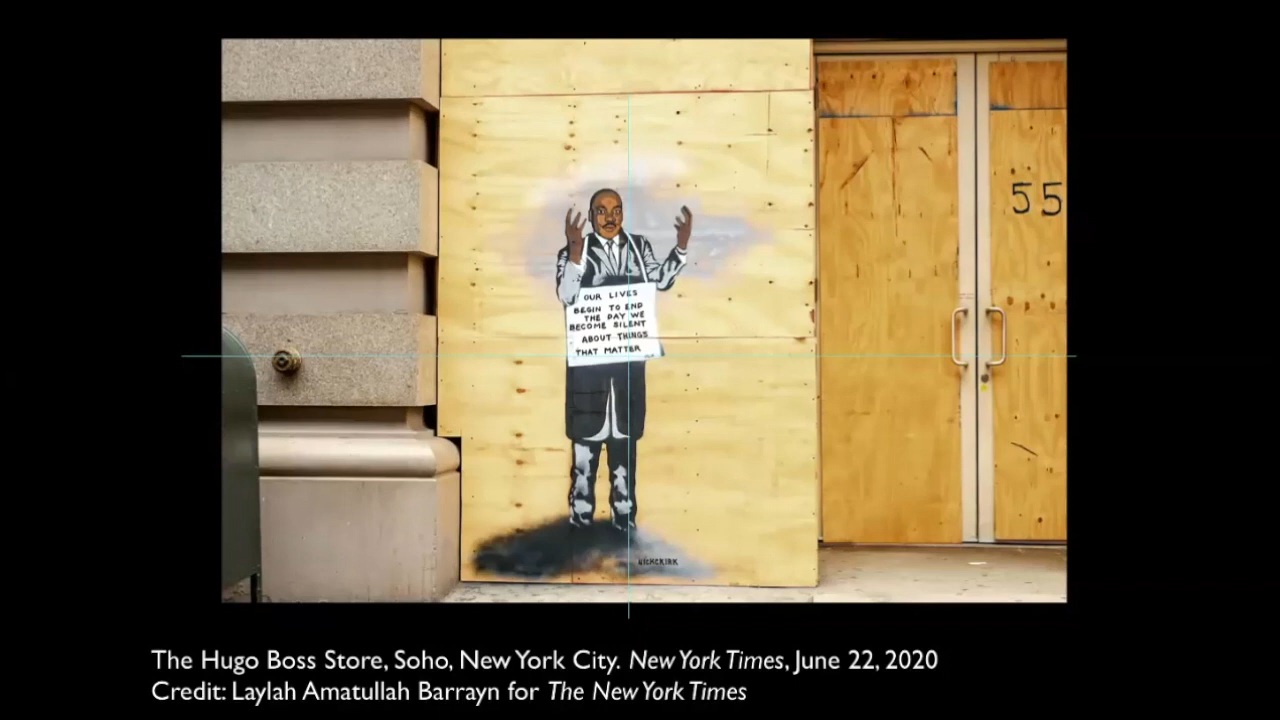 OUR LIVES
BEGIN TO END
THE DAY WE
BECOME SILENT
ABOUT THINGS
THAT MATTER
55
The Hugo Boss Store, Soho, New York City. New York Times, June 22, 2020
Credit: Laylah Amatullah Barrayn for The New York Times